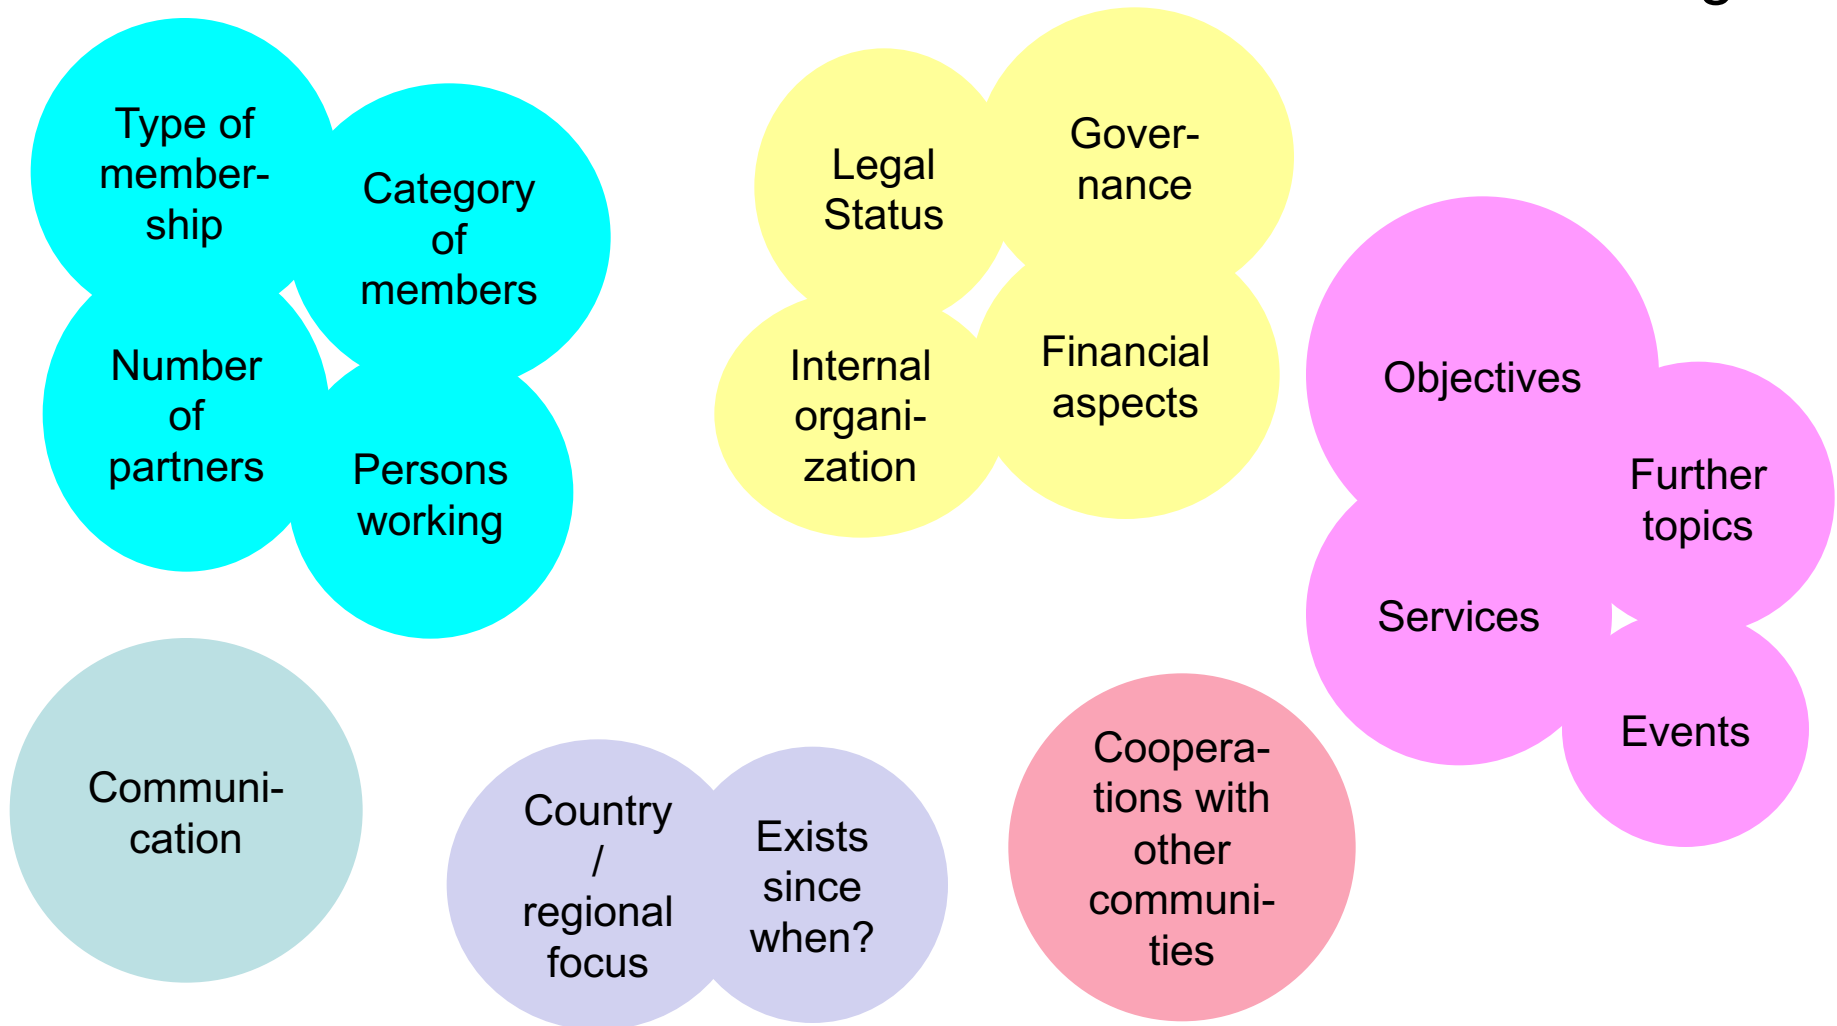 Type of
member-
ship
Category
of
members
Number
of
partners
Persons
working
Legal
Status
Gover-
nance
Internal
organi-
zation
Financial
aspects
Objectives
Further
topics
Services
Events
Communi-
cation
Country
/
regional
focus
Exists
since
when?
Coopera-
tions with
other
communi-
ties